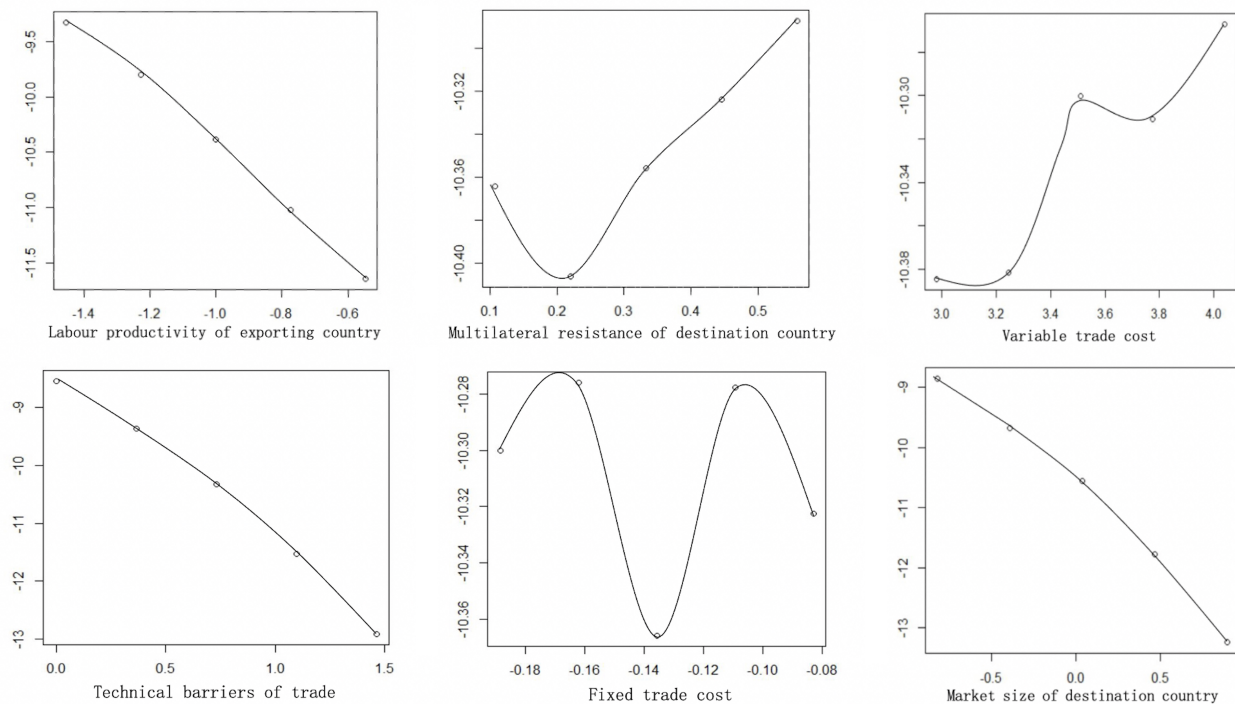 -9.5
-10.0
-10.5
-11.0
-11.5
-1.4 -1.2 -1.0 -0.8 -0.6
Labour productivity of exporting country
-10.32
-10.36
-10.40
0.1 0.2 0.3 0.4 0.5
Multilateral resistance of destination country
-10.30
-10.34
-10.38
3.0 3.2 3.4 3.6 3.8 4.0
Variable trade cost
-9
-10
-11
-12
-13
0.0 0.5 1.0 1.5
Technical barriers of trade
-10.28
-10.30
-10.32
-10.34
-10.36
-0.18 -0.16 -0.14 -0.12 -0.10 -0.08
Fixed trade cost
-9
-10
-11
-12
-13
-0.5 0.0 0.5
Market size of destination country